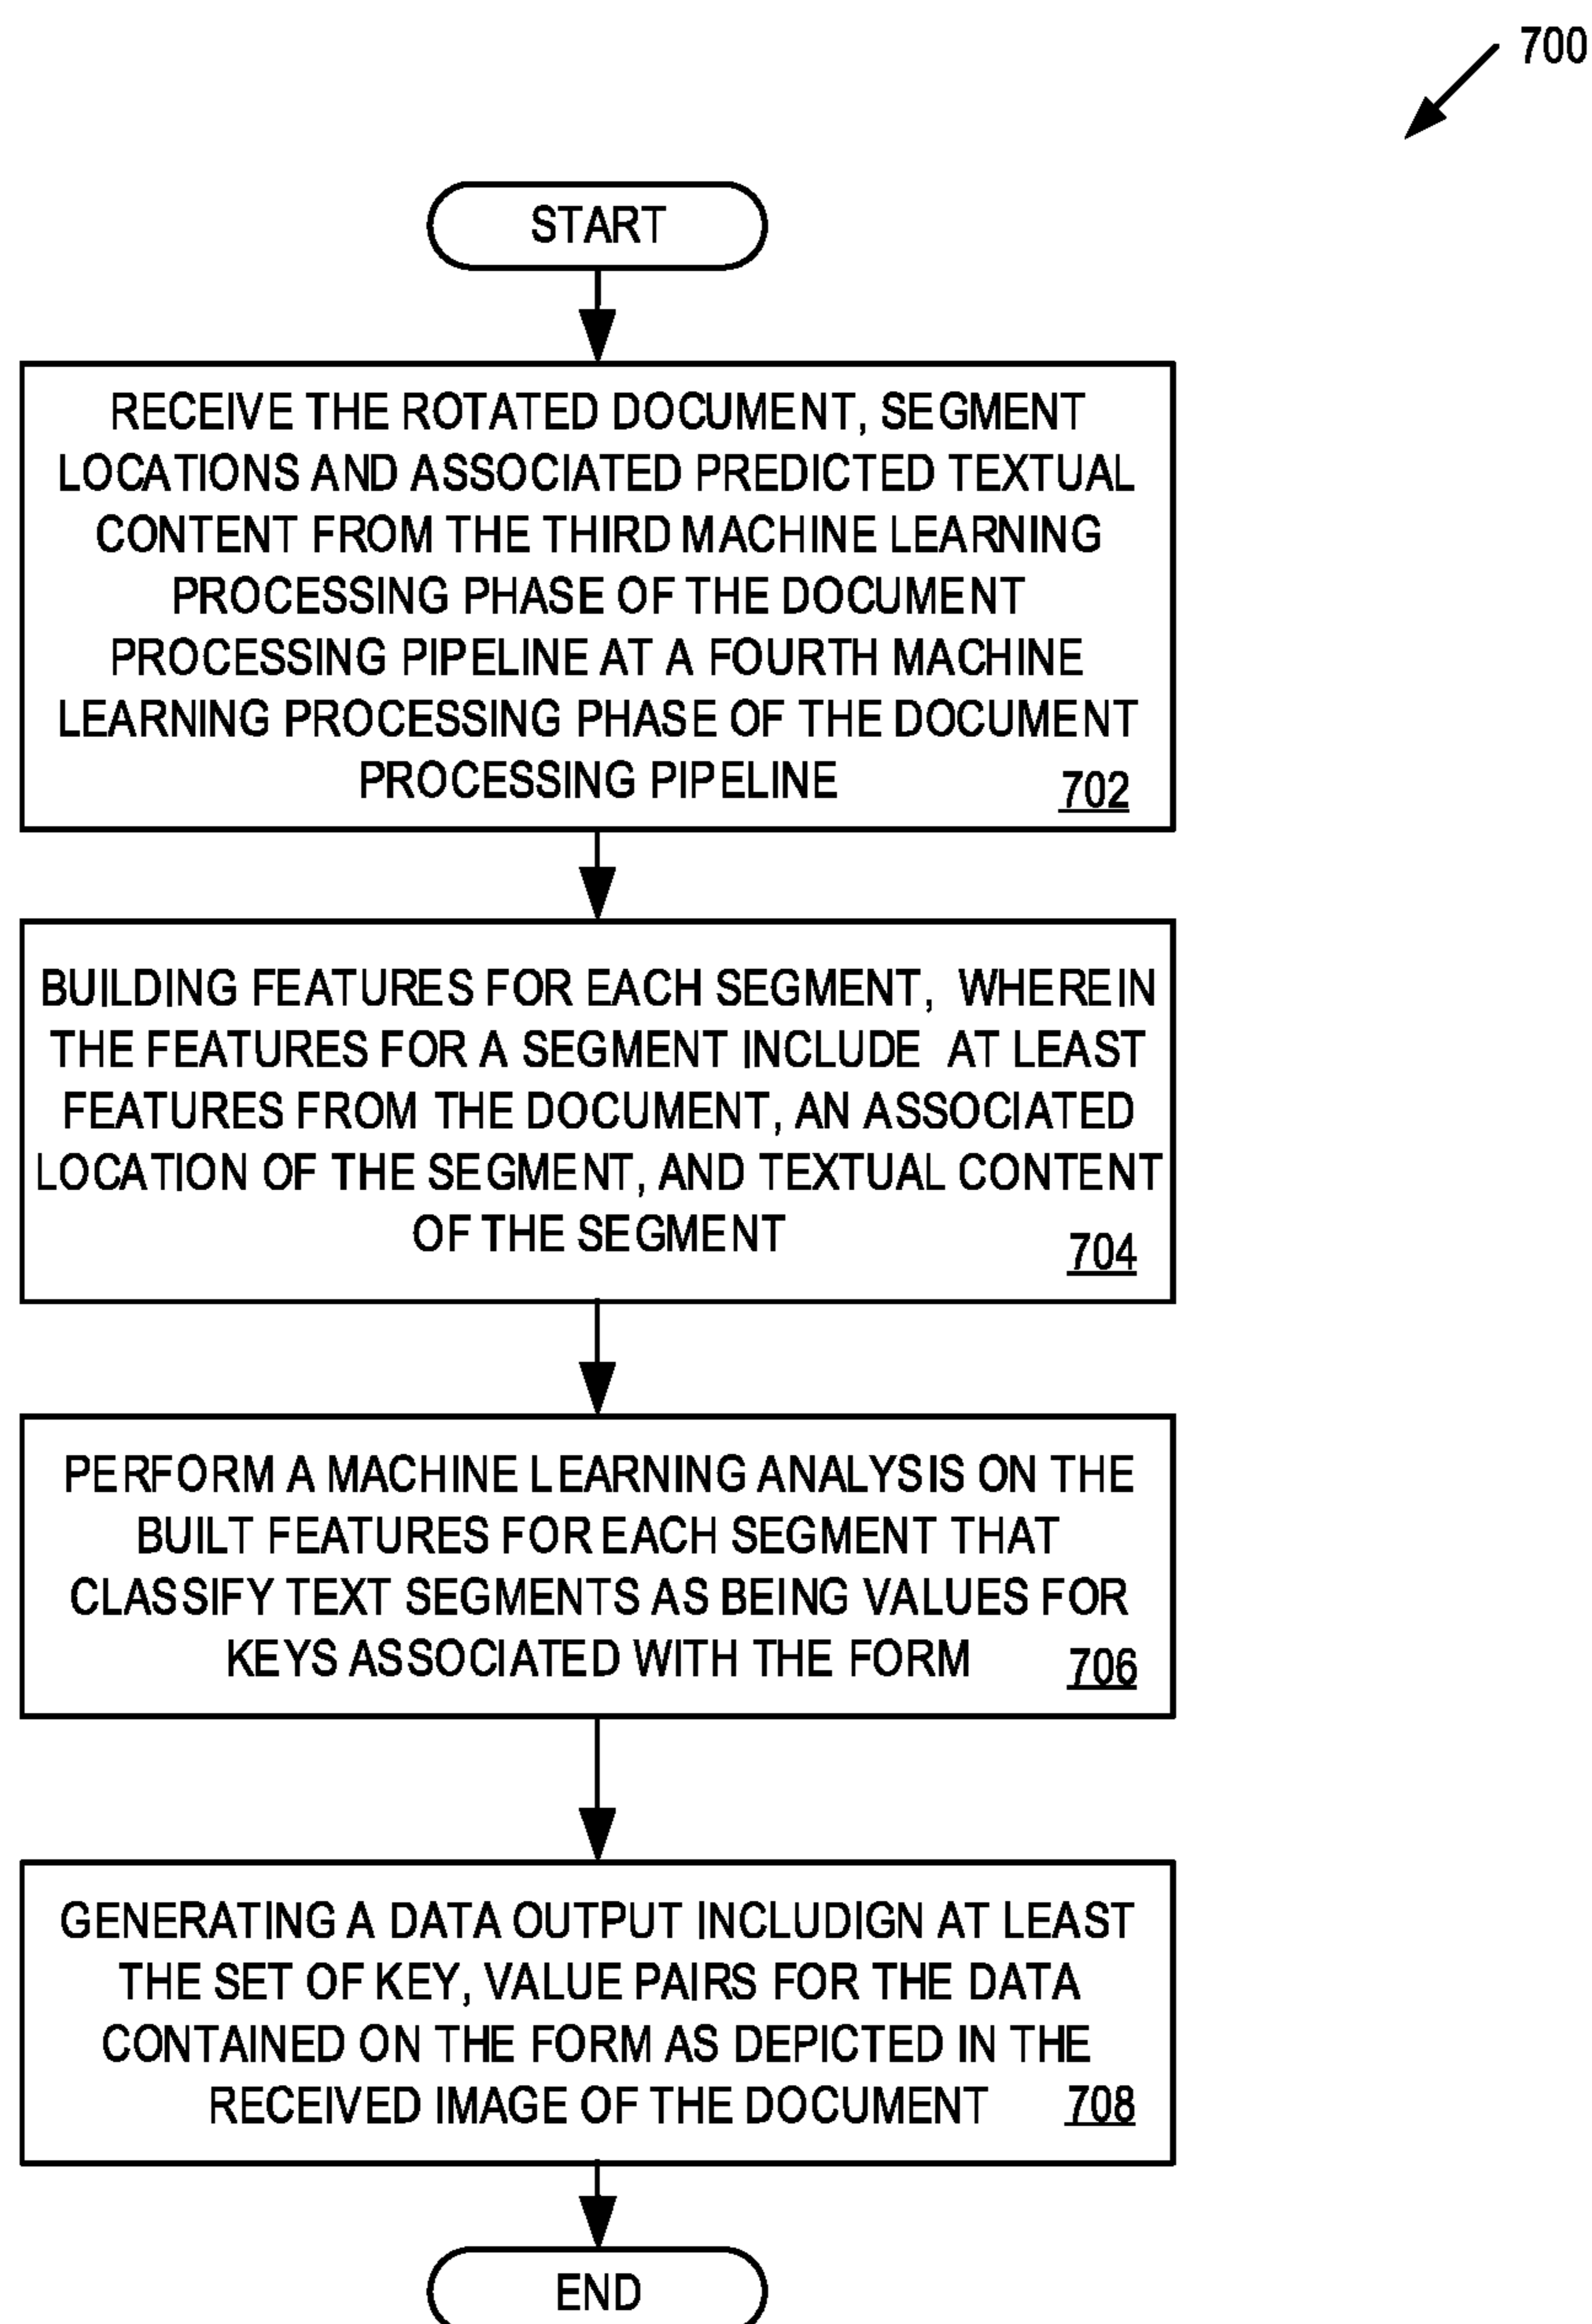 700
START
RECEIVE THE ROTATED DOCUMENT, SEGMENT
LOCATIONS AND ASSOCIATED PREDICTED TEXTUAL
CONTENT FROM THE THIRD MACHINE LEARNING
PROCESSING PHASE OF THE DOCUMENT
PROCESSING PIPELINE AT A FOURTH MACHINE
LEARNING PROCESSING PHASE OF THE DOCUMENT
PROCESSING PIPELINE 702
BUILDING FEATURES FOR EACH SEGMENT, WHEREIN
THE FEATURES FOR A SEGMENT INCLUDE AT LEAST
FEATURES FROM THE DOCUMENT, AN ASSOCIATED
LOCATION OF THE SEGMENT, AND TEXTUAL CONTENT
OF THE SEGMENT 704
PERFORM A MACHINE LEARNING ANALYSIS ON THE
BUILT FEATURES FOR EACH SEGMENT THAT
CLASSIFY TEXT SEGMENTS AS BEING VALUES FOR
KEYS ASSOCIATED WITH THE FORM 706
GENERATING A DATA OUTPUT INCLUDIGN AT LEAST
THE SET OF KEY, VALUE PAIRS FOR THE DATA
CONTAINED ON THE FORM AS DEPICTED IN THE
RECEIVED IMAGE OF THE DOCUMENT 708
END